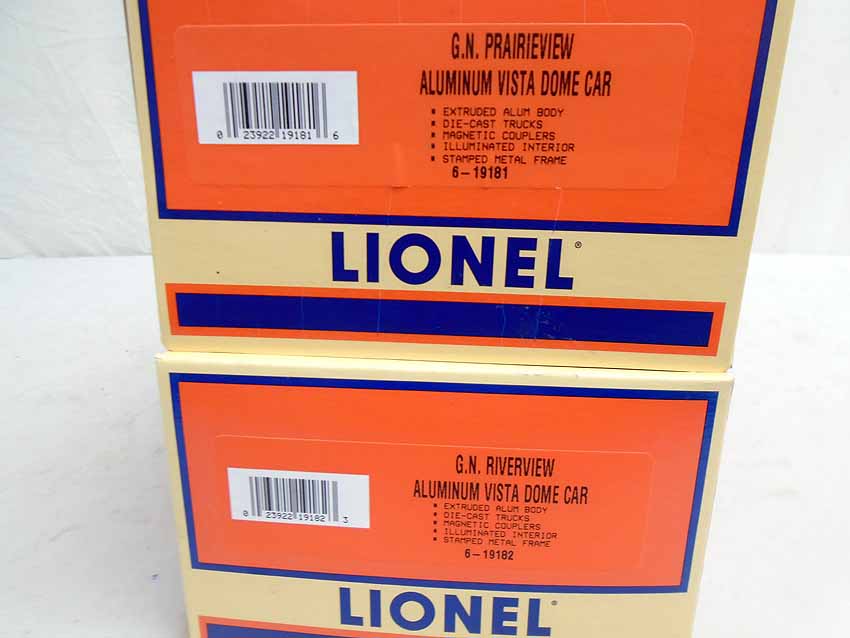 G.N. PRAIRIEVIEW
ALUMINUM VISTA DOME CAR
▪ EXTRUDED ALUM BODY
▪ DIE-CAST TRUCKS
▪ MAGNETIC COUPLERS
▪ ILLUMINATED INTERIOR
▪ STAMPED METAL FRAME
6-19181
0 23922 19181 6
LIONEL®
G.N. RIVERVIEW
ALUMINUM VISTA DOME CAR
▪ EXTRUDED ALUM BODY
▪ DIE-CAST TRUCKS
▪ MAGNETIC COUPLERS
▪ ILLUMINATED INTERIOR
▪ STAMPED METAL FRAME
6-19182
0 23922 19182 3
LIONEL®